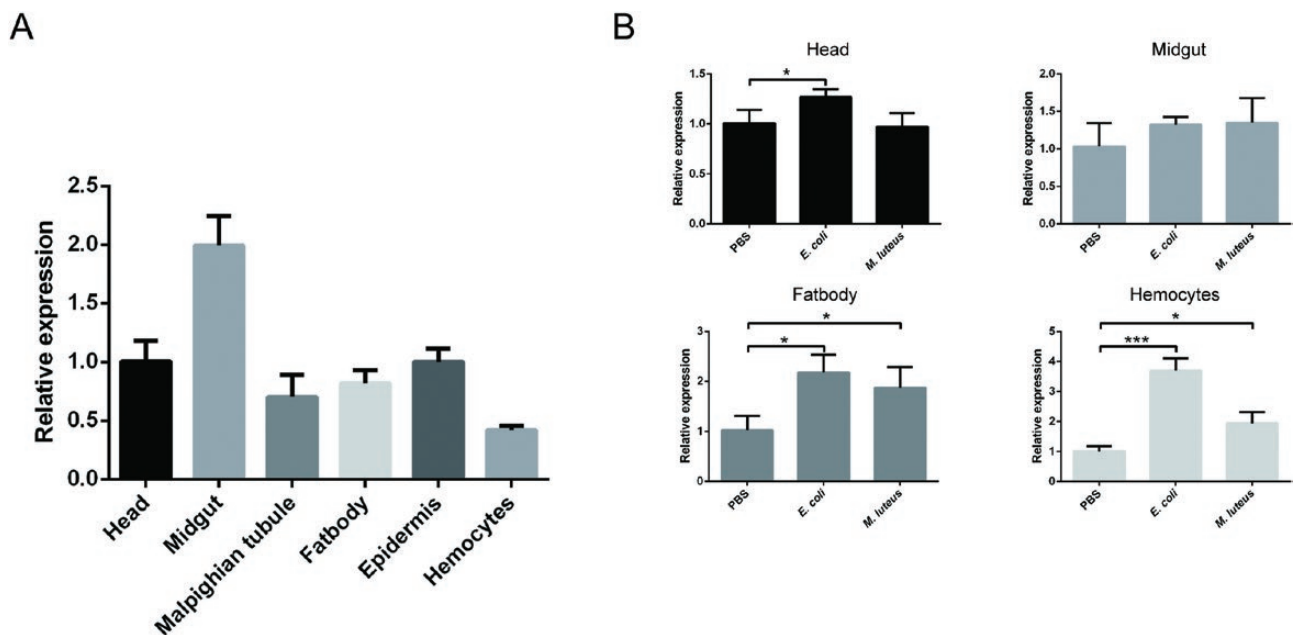 A
Relative expression
2.5
2.0
1.5
1.0
0.5
0.0
Head
Midgut
Malpighian tubule
Fatbody
Epidermis
Hemocytes
B
Head
Relative expression
1.5
1.0
0.5
0.0
*
PBS
E. coli
M. luteus
Midgut
Relative expression
2.0
1.5
1.0
0.5
0.0
PBS
E. coli
M. luteus
Fatbody
Relative expression
3
2
1
0
*
*
PBS
E. coli
M. luteus
Hemocytes
Relative expression
5
4
3
2
1
0
*
***
PBS
E. coli
M. luteus